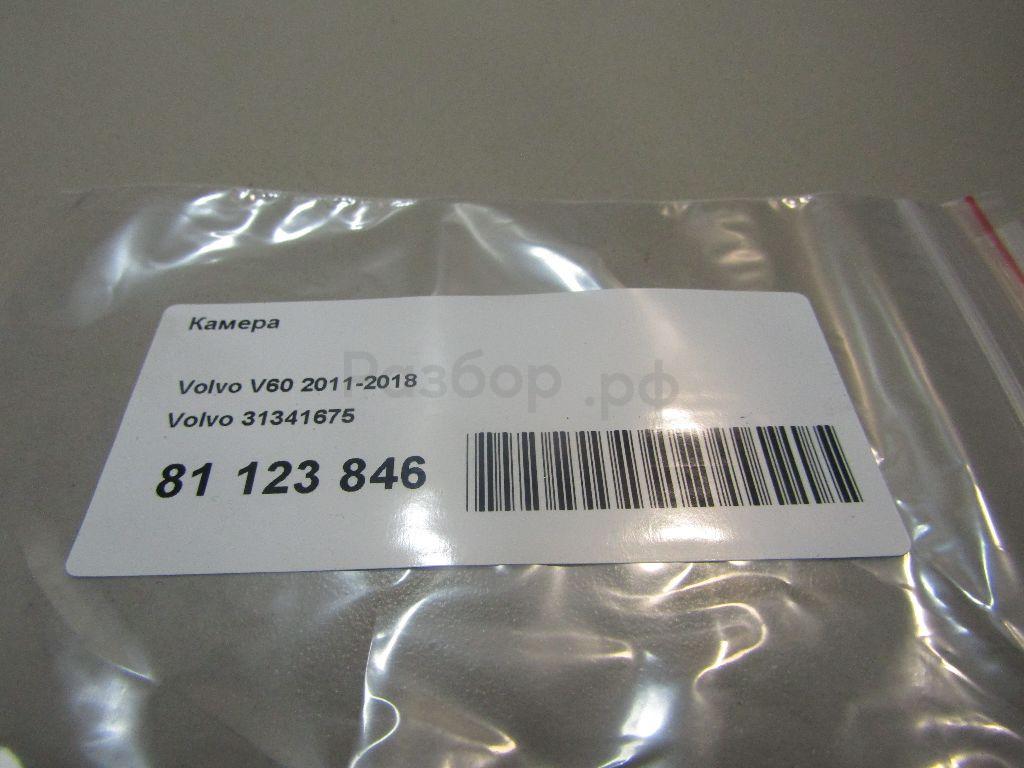 Камера
Volvo V60 2011-2018
Volvo 31341675
81 123 846
Разбор.рф